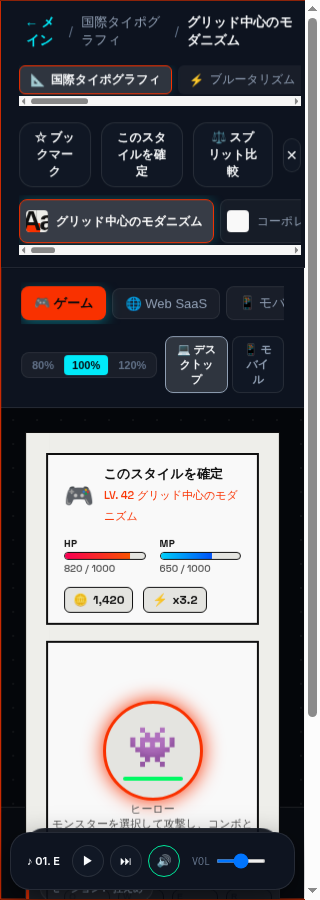 ← メイン / 国際タイポグラフィ / グリッド中心のモダニズム
国際タイポグラフィ ⚡ ブルータリズム
☆ ブックマーク
このスタイルを確定
スプリット比較
✕
Aa グリッド中心のモダニズム
ゲーム Web SaaS
80% 100% 120%
デスクトップ
モバイル
このスタイルを確定
LV. 42 グリッド中心のモダ
ニズム
HP MP
820 / 1000 650 / 1000
1,420 x3.2
ヒーロー
モンスターを選択して攻撃し、コンボと
♪ 01. E
VOL